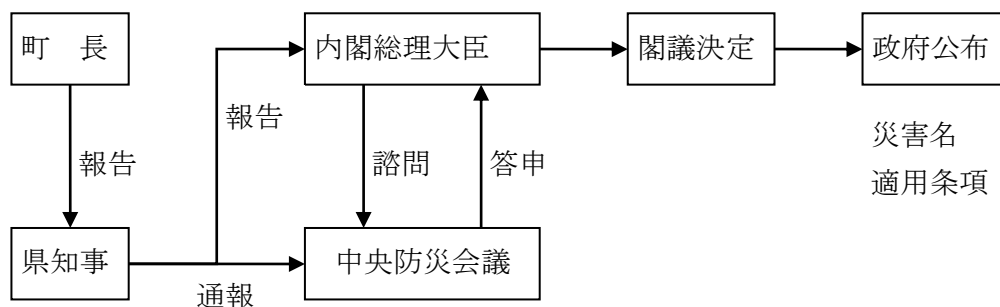 町　長
内閣総理大臣
閣議決定
政府公布
報告
報告
諮問
答申
災害名
適用条項
県知事
中央防災会議
通報